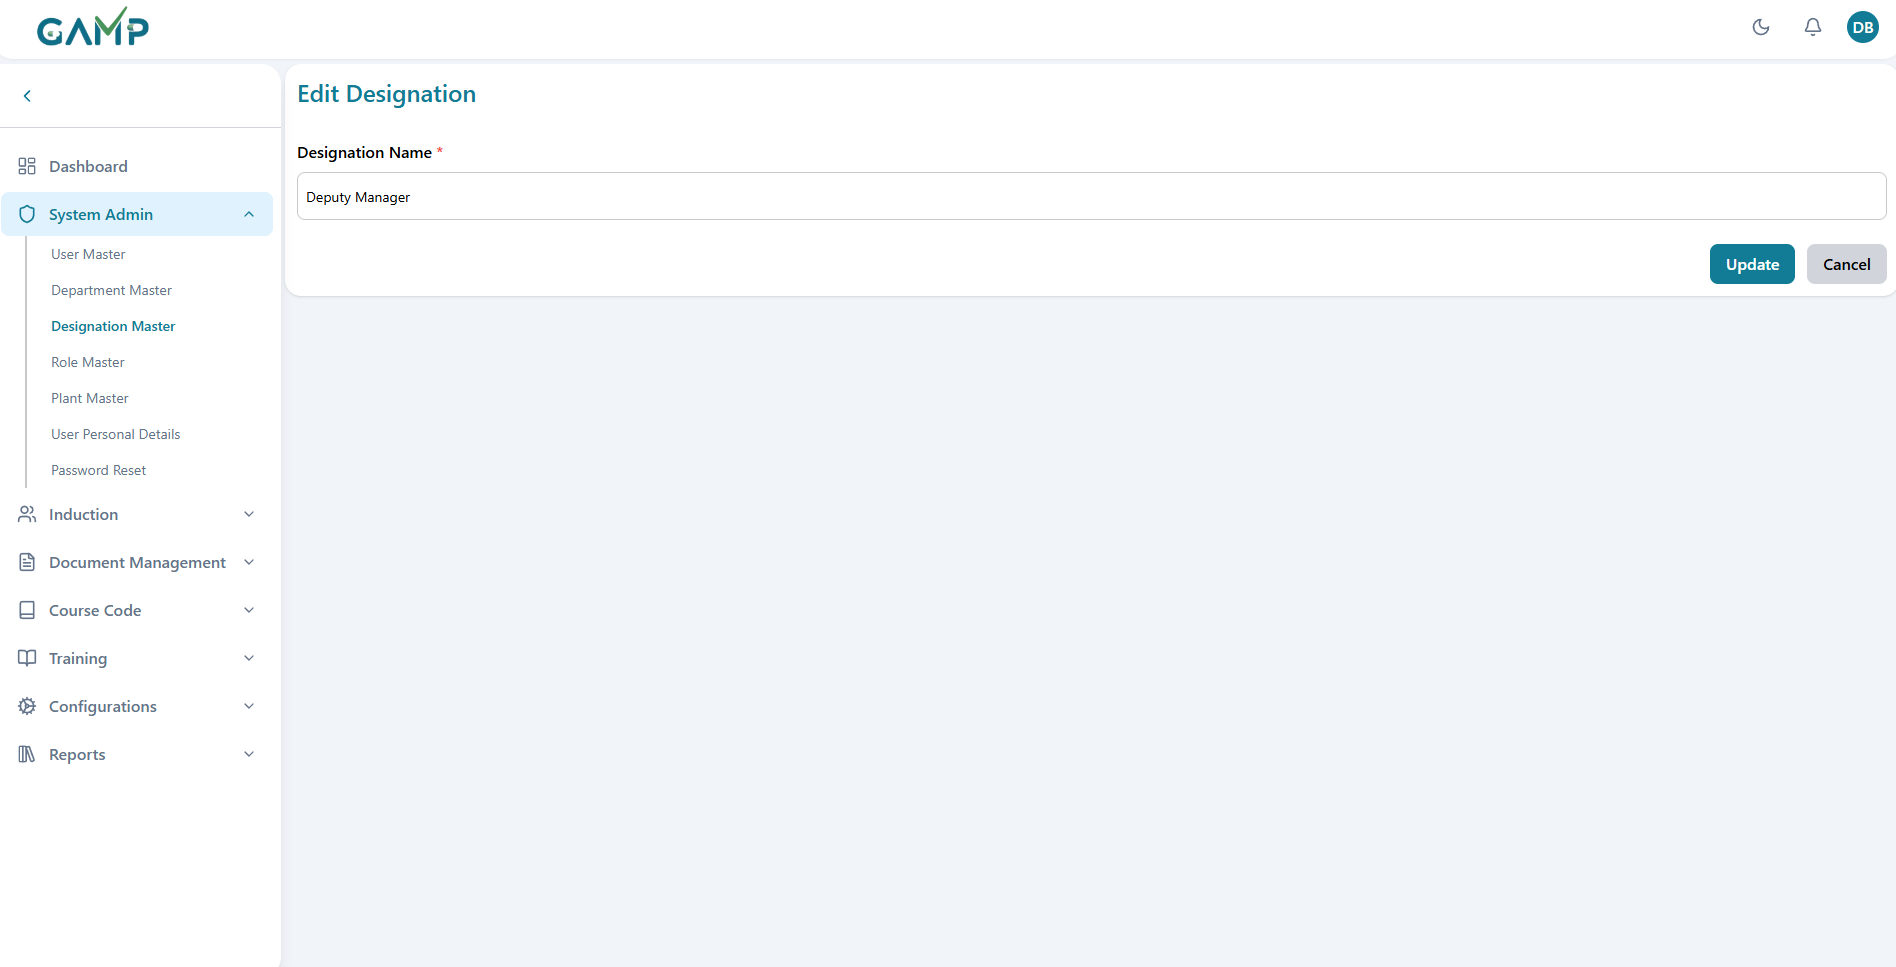 GAMP
DB
Edit Designation
Designation Name *
Deputy Manager
Update
Cancel
Dashboard
System Admin
User Master
Department Master
Designation Master
Role Master
Plant Master
User Personal Details
Password Reset
Induction
Document Management
Course Code
Training
Configurations
Reports